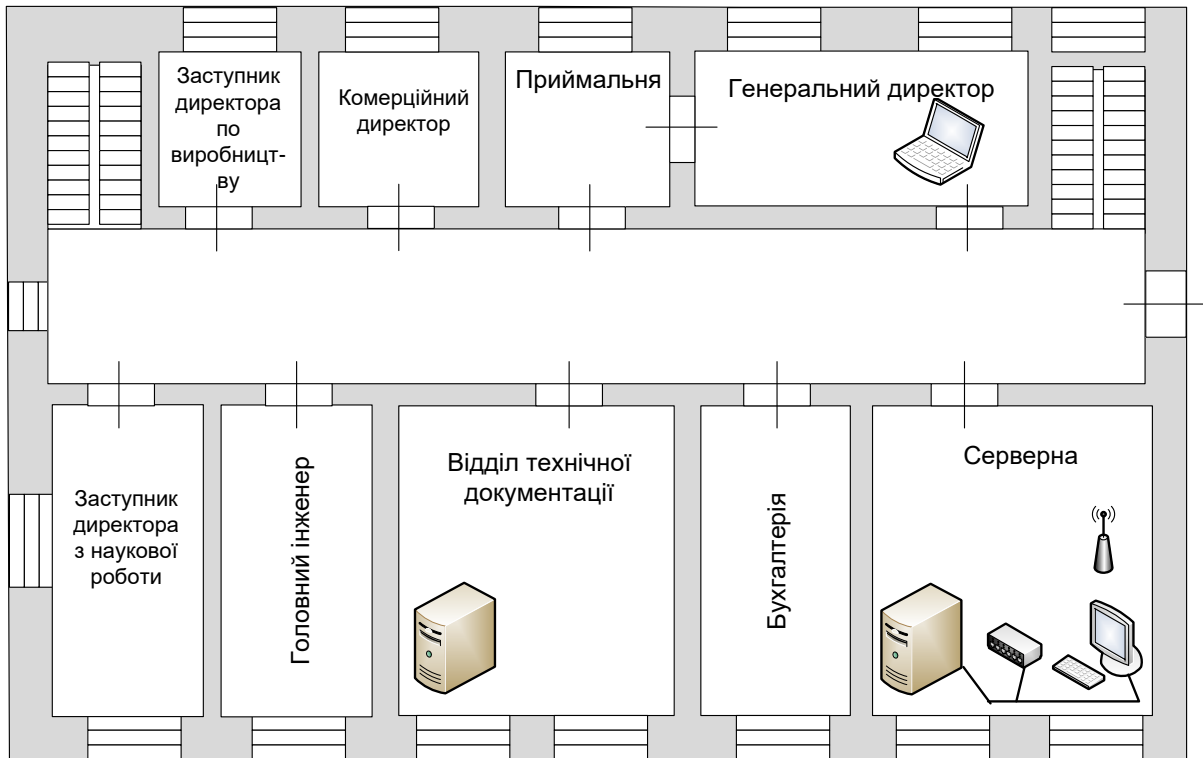 Заступник
директора
по
виробницт-
ву
Комерційний
директор
Приймальня
Генеральний директор
Заступник
директора
з наукової
роботи
Головний інженер
Відділ технічної
документації
Бухгалтерія
Серверна